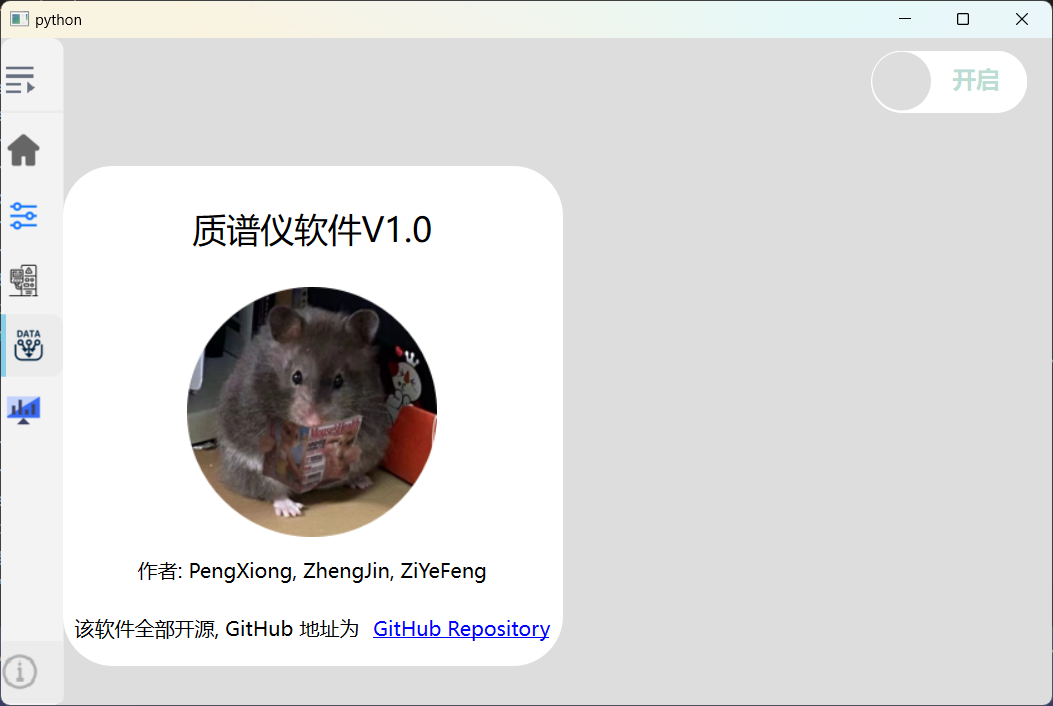 python
开启
质谱仪软件V1.0
DATA
作者: PengXiong, ZhengJin, ZiYeFeng
该软件全部开源, GitHub 地址为 GitHub Repository